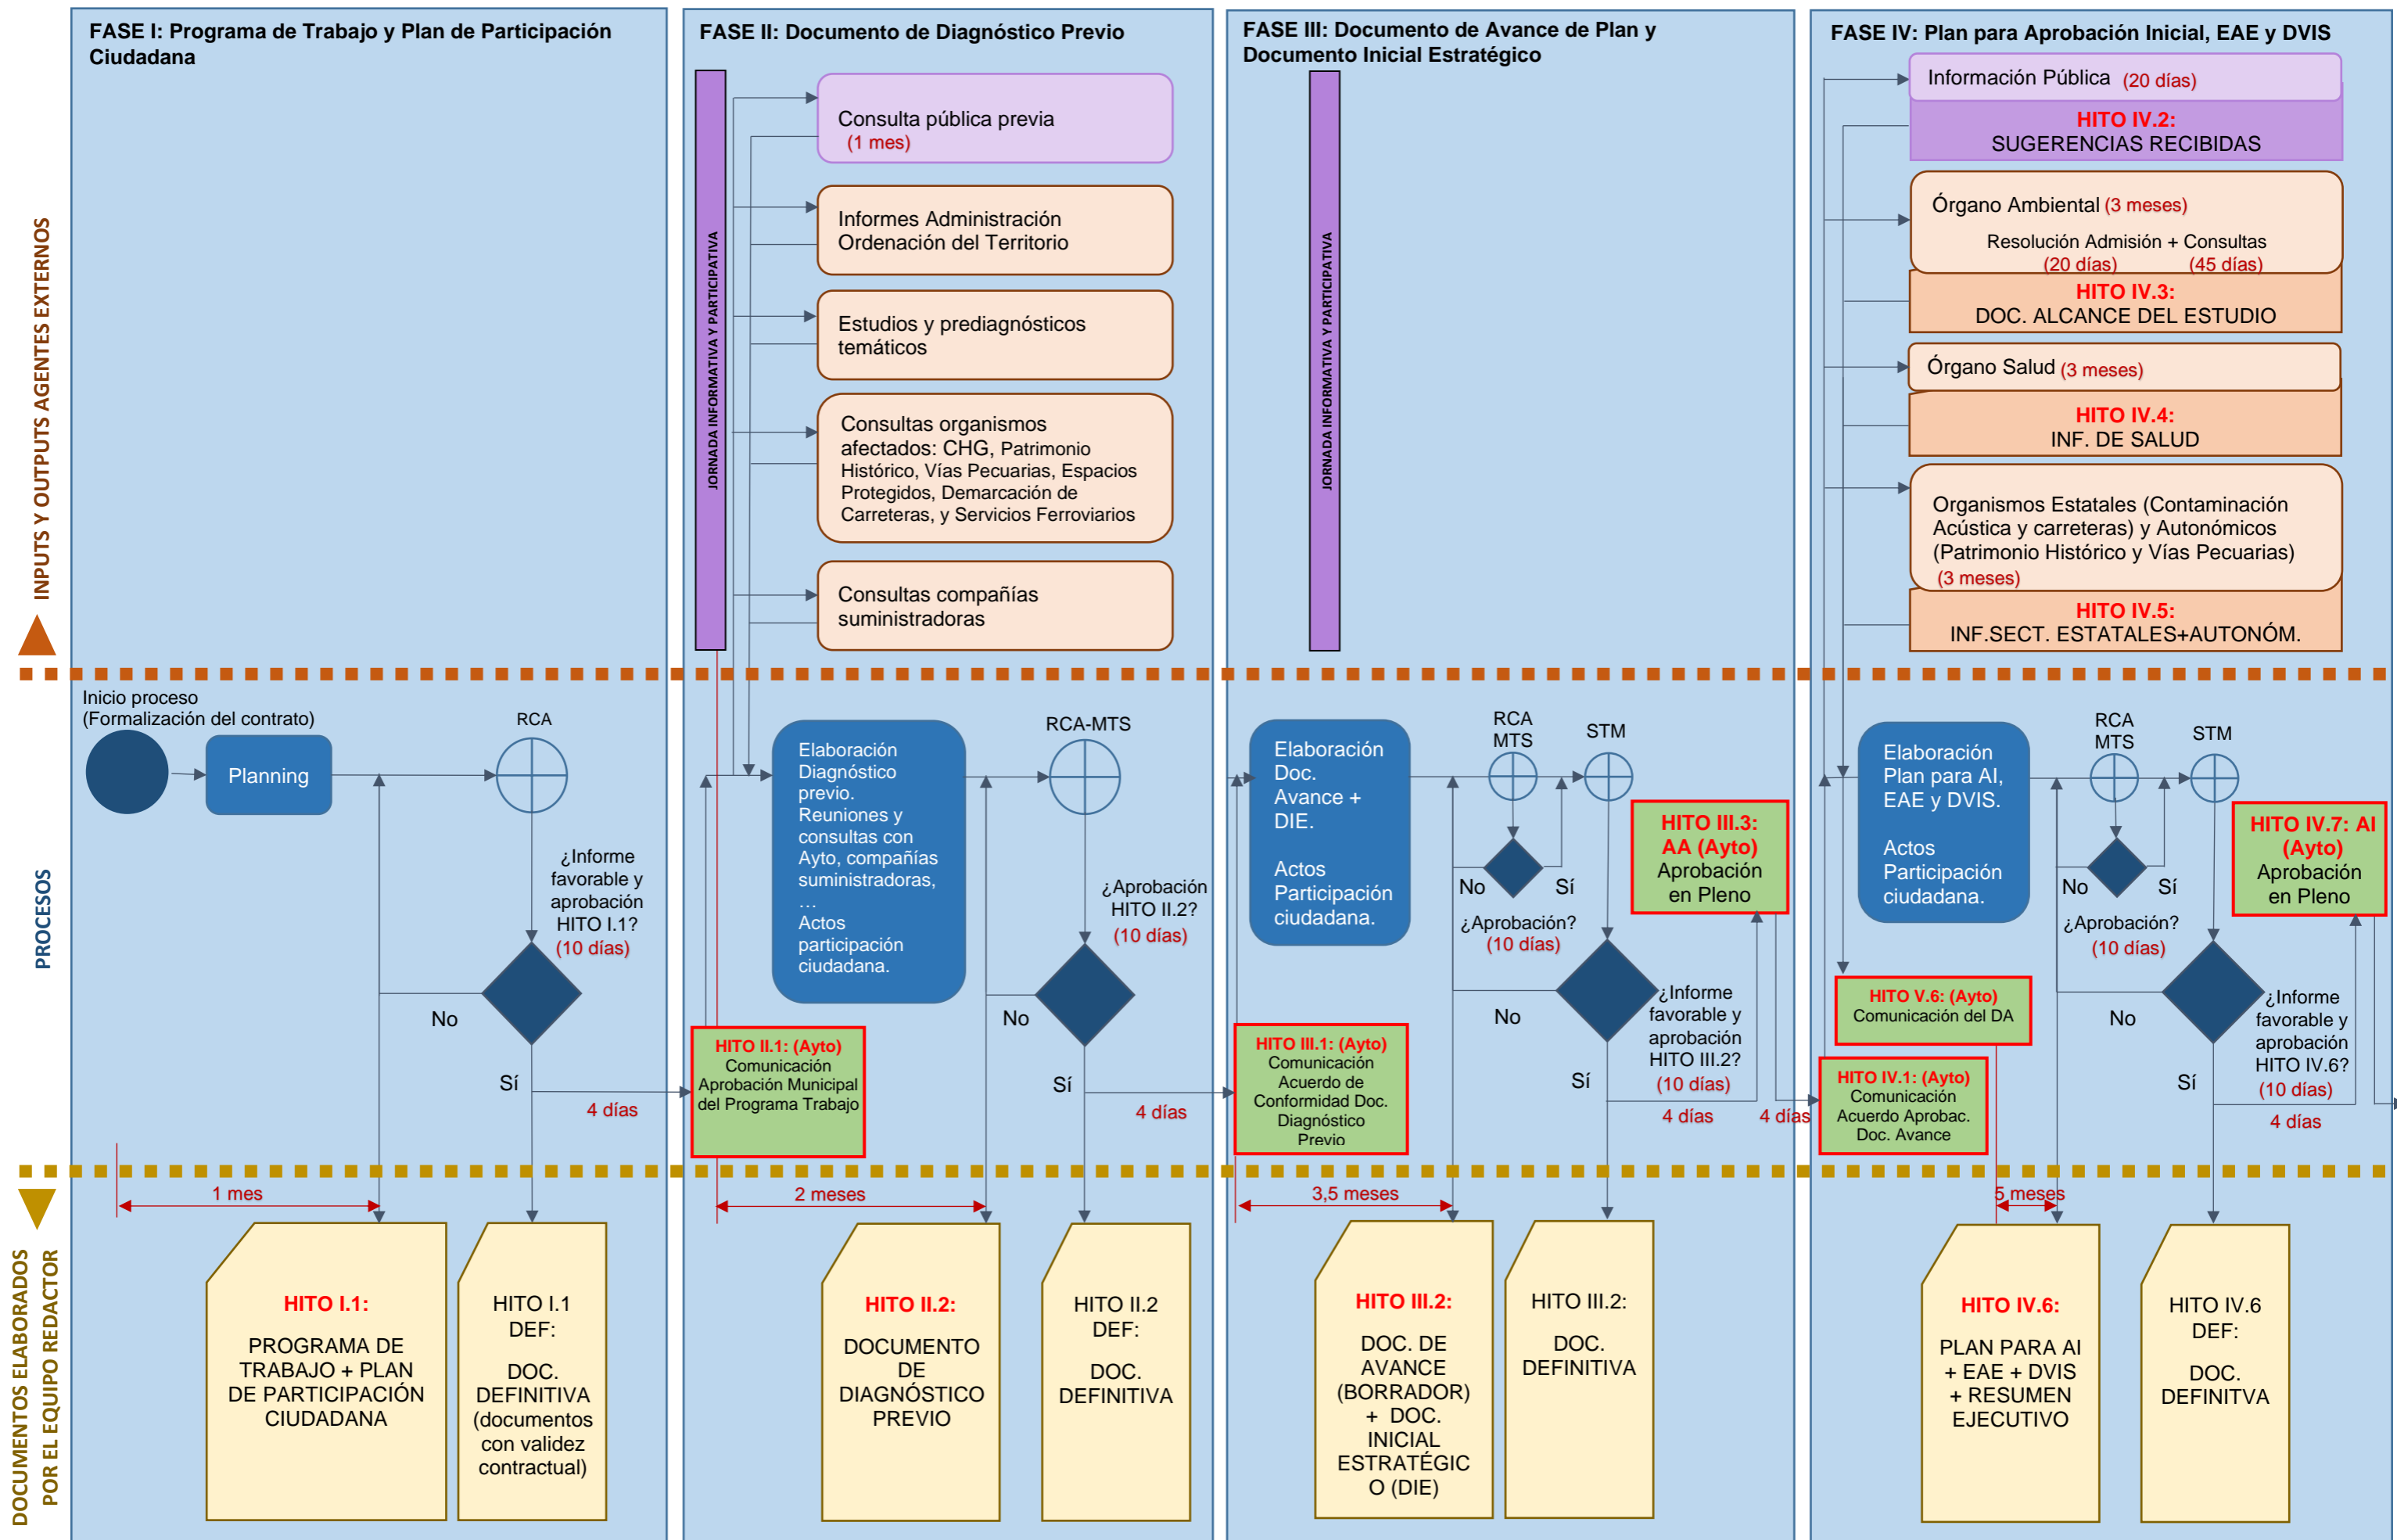 FASE I: Programa de Trabajo y Plan de Participación
Ciudadana
FASE II: Documento de Diagnóstico Previo
FASE III: Documento de Avance de Plan y
Documento Inicial Estratégico
FASE IV: Plan para Aprobación Inicial, EAE y DVIS
INPUTS Y OUTPUTS AGENTES EXTERNOS
JORNADA INFORMATIVA Y PARTICIPATIVA
Consulta pública previa
(1 mes)
Informes Administración
Ordenación del Territorio
Estudios y prediagnósticos
temáticos
Consultas organismos
afectados: CHG, Patrimonio
Histórico, Vías Pecuarias, Espacios
Protegidos, Demarcación de
Carreteras, y Servicios Ferroviarios
Consultas compañías
suministradoras
JORNADA INFORMATIVA Y PARTICIPATIVA
Información Pública (20 días)
HITO IV.2:
SUGERENCIAS RECIBIDAS
Órgano Ambiental (3 meses)
Resolución Admisión + Consultas
(20 días) (45 días)
HITO IV.3:
DOC. ALCANCE DEL ESTUDIO
Órgano Salud (3 meses)
HITO IV.4:
INF. DE SALUD
Organismos Estatales (Contaminación
Acústica y carreteras) y Autonómicos
(Patrimonio Histórico y Vías Pecuarias)
(3 meses)
HITO IV.5:
INF.SECT. ESTATALES+AUTONÓM.
PROCESOS
Inicio proceso
(Formalización del contrato)
Planning
RCA
¿Informe
favorable y
aprobación
HITO I.1?
(10 días)
No
Sí
4 días
HITO II.1: (Ayto)
Comunicación
Aprobación Municipal
del Programa Trabajo
Elaboración
Diagnóstico
previo.
Reuniones y
consultas con
Ayto, compañías
suministradoras,
...
Actos
participación
ciudadana.
RCA-MTS
¿Aprobación
HITO II.2?
(10 días)
No
Sí
4 días
HITO III.1: (Ayto)
Comunicación
Acuerdo de
Conformidad Doc.
Diagnóstico
Previo
Elaboración
Doc.
Avance +
DIE.
Actos
Participación
ciudadana.
RCA
MTS
STM
No
Sí
¿Aprobación?
(10 días)
HITO III.3:
AA (Ayto)
Aprobación
en Pleno
No
¿Informe
favorable y
aprobación
HITO III.2?
(10 días)
Sí
4 días
4 días
HITO IV.1: (Ayto)
Comunicación
Acuerdo Aprobac.
Doc. Avance
HITO V.6: (Ayto)
Comunicación del DA
Elaboración
Plan para AI,
EAE y DVIS.
Actos
Participación
ciudadana.
RCA
MTS
STM
No
Sí
¿Aprobación?
(10 días)
HITO IV.7: AI
(Ayto)
Aprobación
en Pleno
No
¿Informe
favorable y
aprobación
HITO IV.6?
(10 días)
Sí
4 días
DOCUMENTOS ELABORADOS
POR EL EQUIPO REDACTOR
1 mes
2 meses
3,5 meses
5 meses
HITO I.1:
PROGRAMA DE
TRABAJO + PLAN
DE PARTICIPACIÓN
CIUDADANA
HITO I.1
DEF:
DOC.
DEFINITIVA
(documentos
con validez
contractual)
HITO II.2:
DOCUMENTO
DE
DIAGNÓSTICO
PREVIO
HITO II.2
DEF:
DOC.
DEFINITIVA
HITO III.2:
DOC. DE
AVANCE
(BORRADOR)
+ DOC.
INICIAL
ESTRATÉGIC
O (DIE)
HITO III.2:
DOC.
DEFINITIVA
HITO IV.6:
PLAN PARA AI
+ EAE + DVIS
+ RESUMEN
EJECUTIVO
HITO IV.6
DEF:
DOC.
DEFINITVA